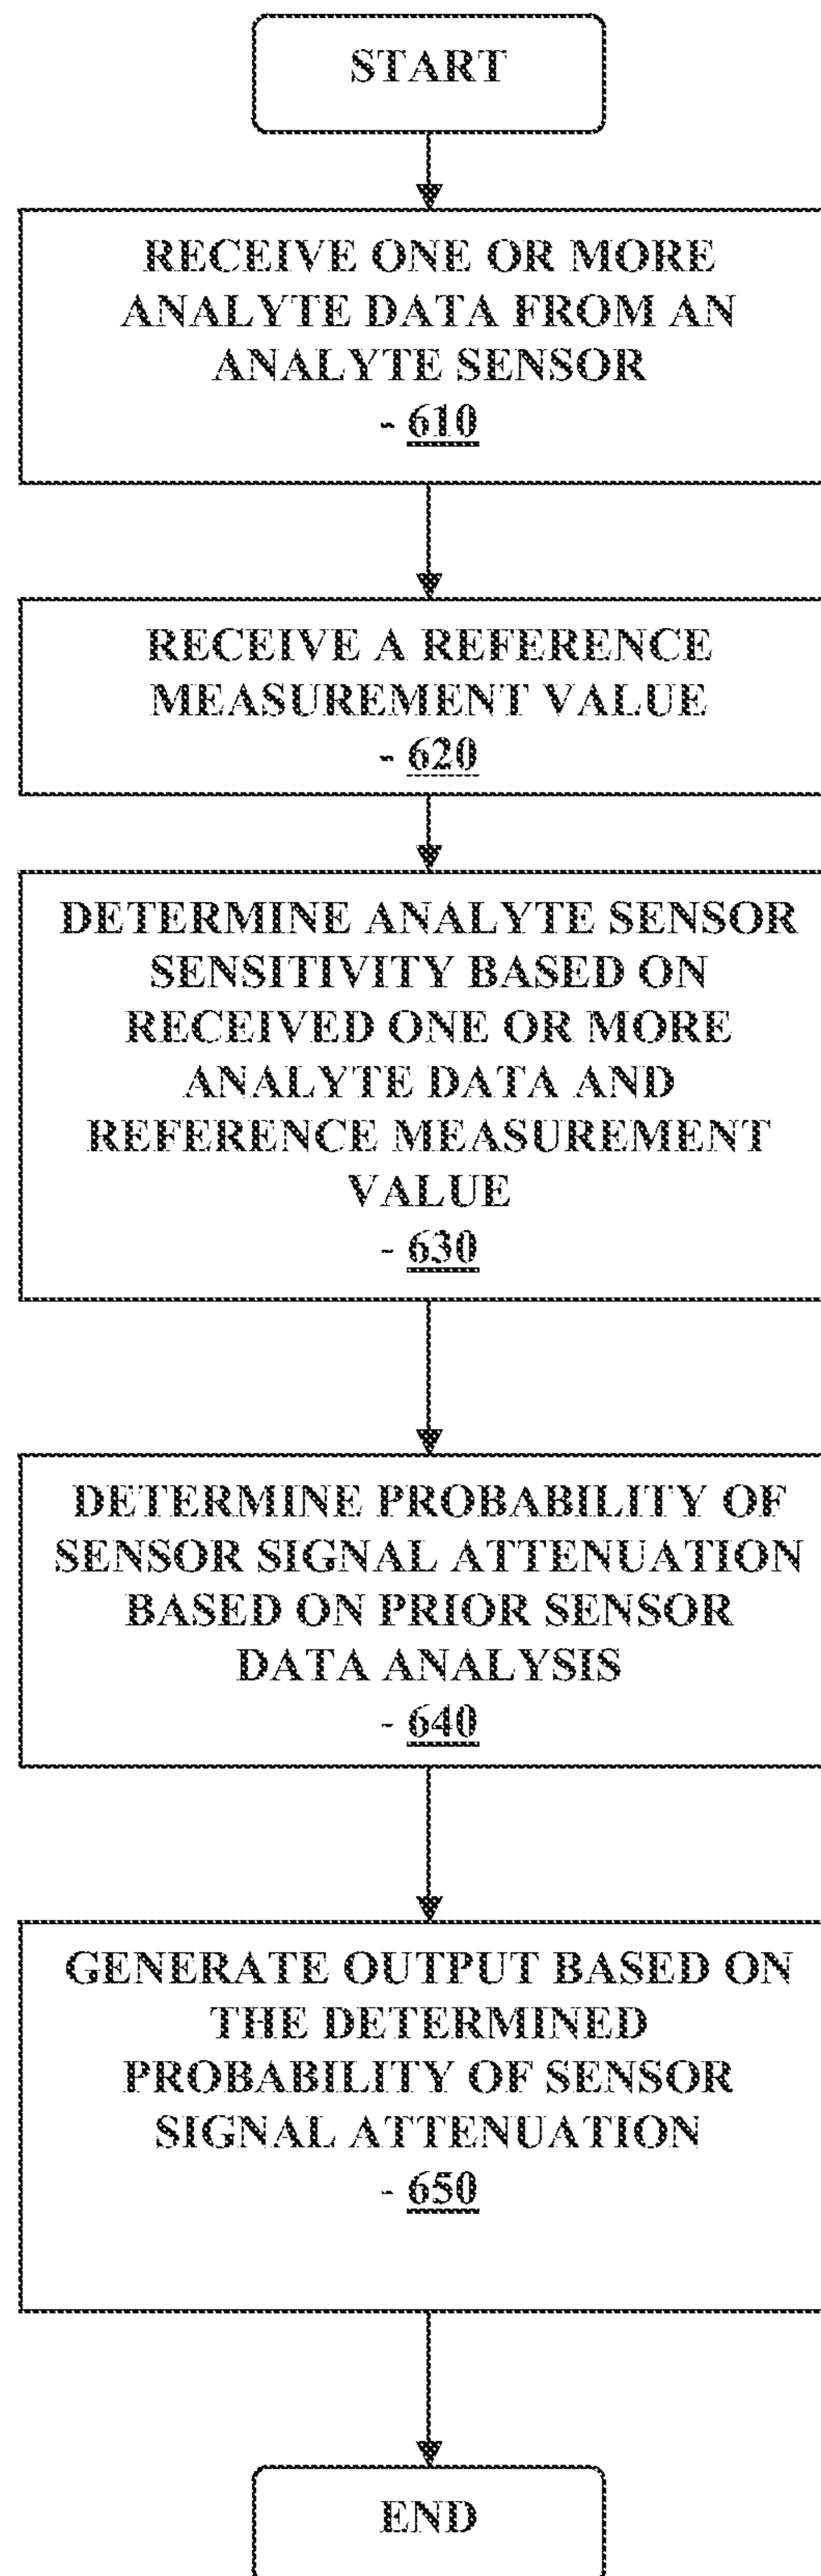 START
RECEIVE ONE OR MORE
ANALYTE DATA FROM AN
ANALYTE SENSOR
- 610
RECEIVE A REFERENCE
MEASUREMENT VALUE
- 620
DETERMINE ANALYTE SENSOR
SENSITIVITY BASED ON
RECEIVED ONE OR MORE
ANALYTE DATA AND
REFERENCE MEASUREMENT
VALUE
- 630
DETERMINE PROBABILITY OF
SENSOR SIGNAL ATTENUATION
BASED ON PRIOR SENSOR
DATA ANALYSIS
- 640
GENERATE OUTPUT BASED ON
THE DETERMINED
PROBABILITY OF SENSOR
SIGNAL ATTENUATION
- 650
END